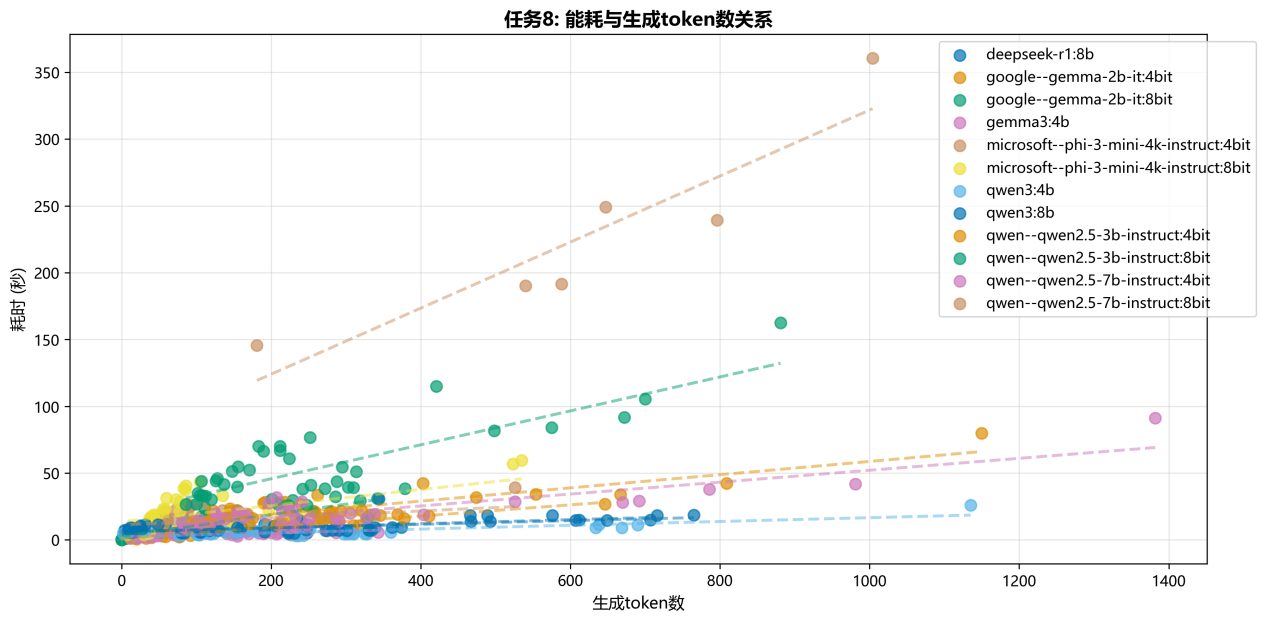 任务8: 能耗与生成token数关系
耗时 (秒)
350
300
250
200
150
100
50
0
0
200
400
600
800
1000
1200
1400
生成token数
deepseek-r1:8b
google--gemma-2b-it:4bit
google--gemma-2b-it:8bit
gemma3:4b
microsoft--phi-3-mini-4k-instruct:4bit
microsoft--phi-3-mini-4k-instruct:8bit
qwen3:4b
qwen3:8b
qwen--qwen2.5-3b-instruct:4bit
qwen--qwen2.5-3b-instruct:8bit
qwen--qwen2.5-7b-instruct:4bit
qwen--qwen2.5-7b-instruct:8bit